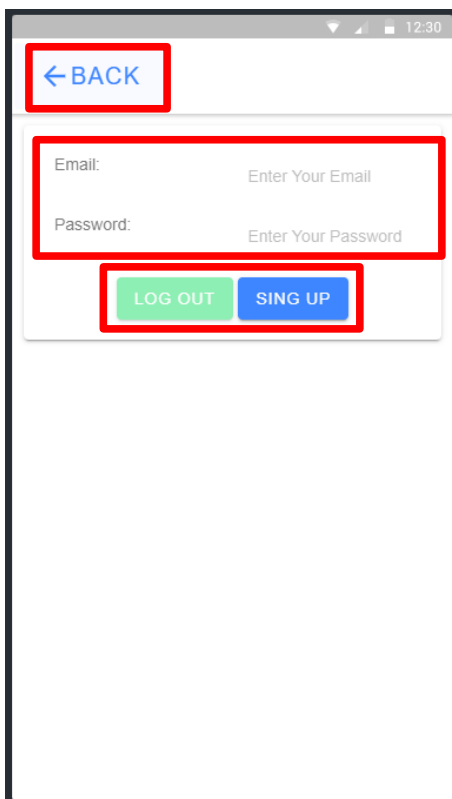 12:30
BACK
Email:
Enter Your Email
Password:
Enter Your Password
LOG OUT SING UP